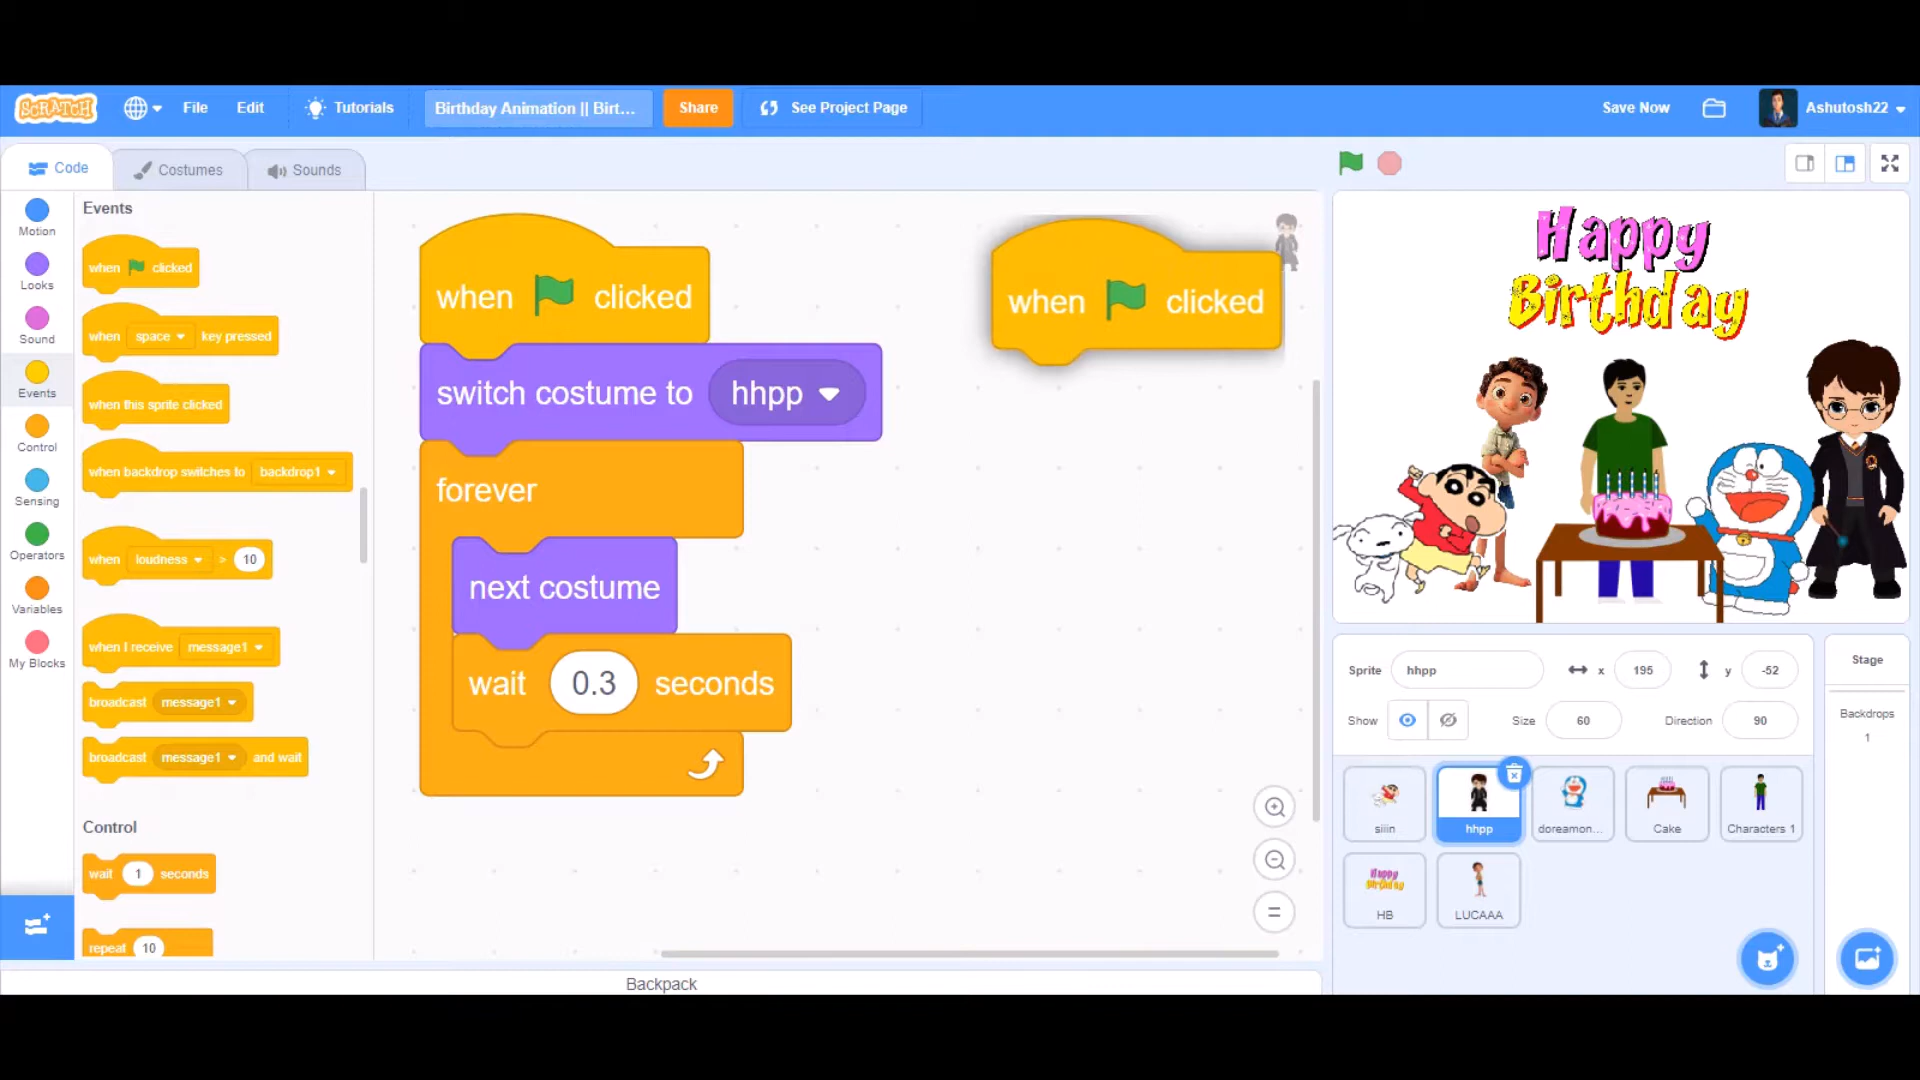 SCRATCH
File
Edit
Tutorials
Birthday Animation || Birt...
Share
See Project Page
Save Now
Ashutosh22
Code
Costumes
Sounds
Motion
Looks
Sound
Events
Control
Sensing
Operators
Variables
My Blocks
Events
when clicked
when space key pressed
when this sprite clicked
when backdrop switches to backdrop1
when loudness > 10
when I receive message1
broadcast message1
broadcast message1 and wait
Control
wait 1 seconds
repeat 10
when clicked
switch costume to hhpp
forever
next costume
wait 0.3 seconds
when clicked
Backpack
Happy
Birthday
Sprite hhpp x 195 y -52
Show Size 60 Direction 90
siiin
hhpp
doreamon...
Cake
Characters 1
Happy
Birthday
HB
LUCAAA
Stage
Backdrops
1